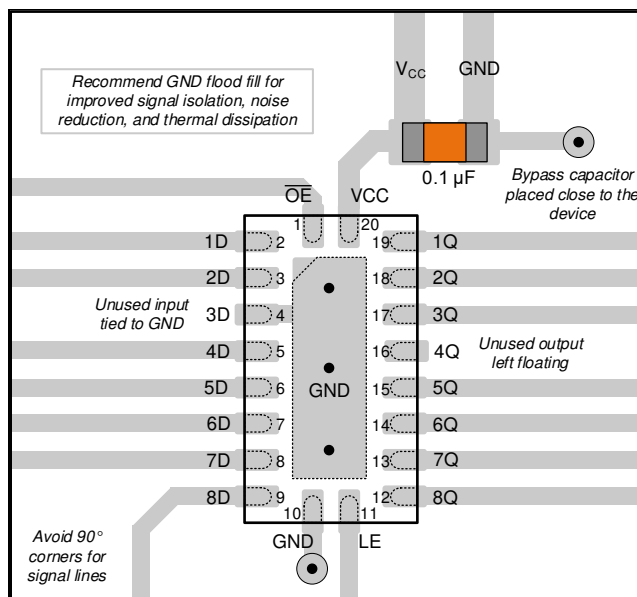 Recommend GND flood fill for
improved signal isolation, noise
reduction, and thermal dissipation
VCC GND
0.1 µF
Bypass capacitor
placed close to the
device
OE VCC
1 20
1D 2 19 1Q
2D 3 18 2Q
Unused input
tied to GND
3D 4 17 3Q
4D 5 16 4Q
Unused output
left floating
GND
5D 6 15 5Q
6D 7 14 6Q
7D 8 13 7Q
8D 9 12 8Q
10 11
GND LE
Avoid 90°
corners for
signal lines